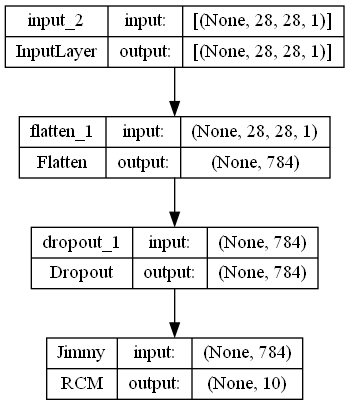 input_2 input: [(None, 28, 28, 1)]
InputLayer output: [(None, 28, 28, 1)]
flatten_1 input: (None, 28, 28, 1)
Flatten output: (None, 784)
dropout_1 input: (None, 784)
Dropout output: (None, 784)
Jimmy input: (None, 784)
RCM output: (None, 10)